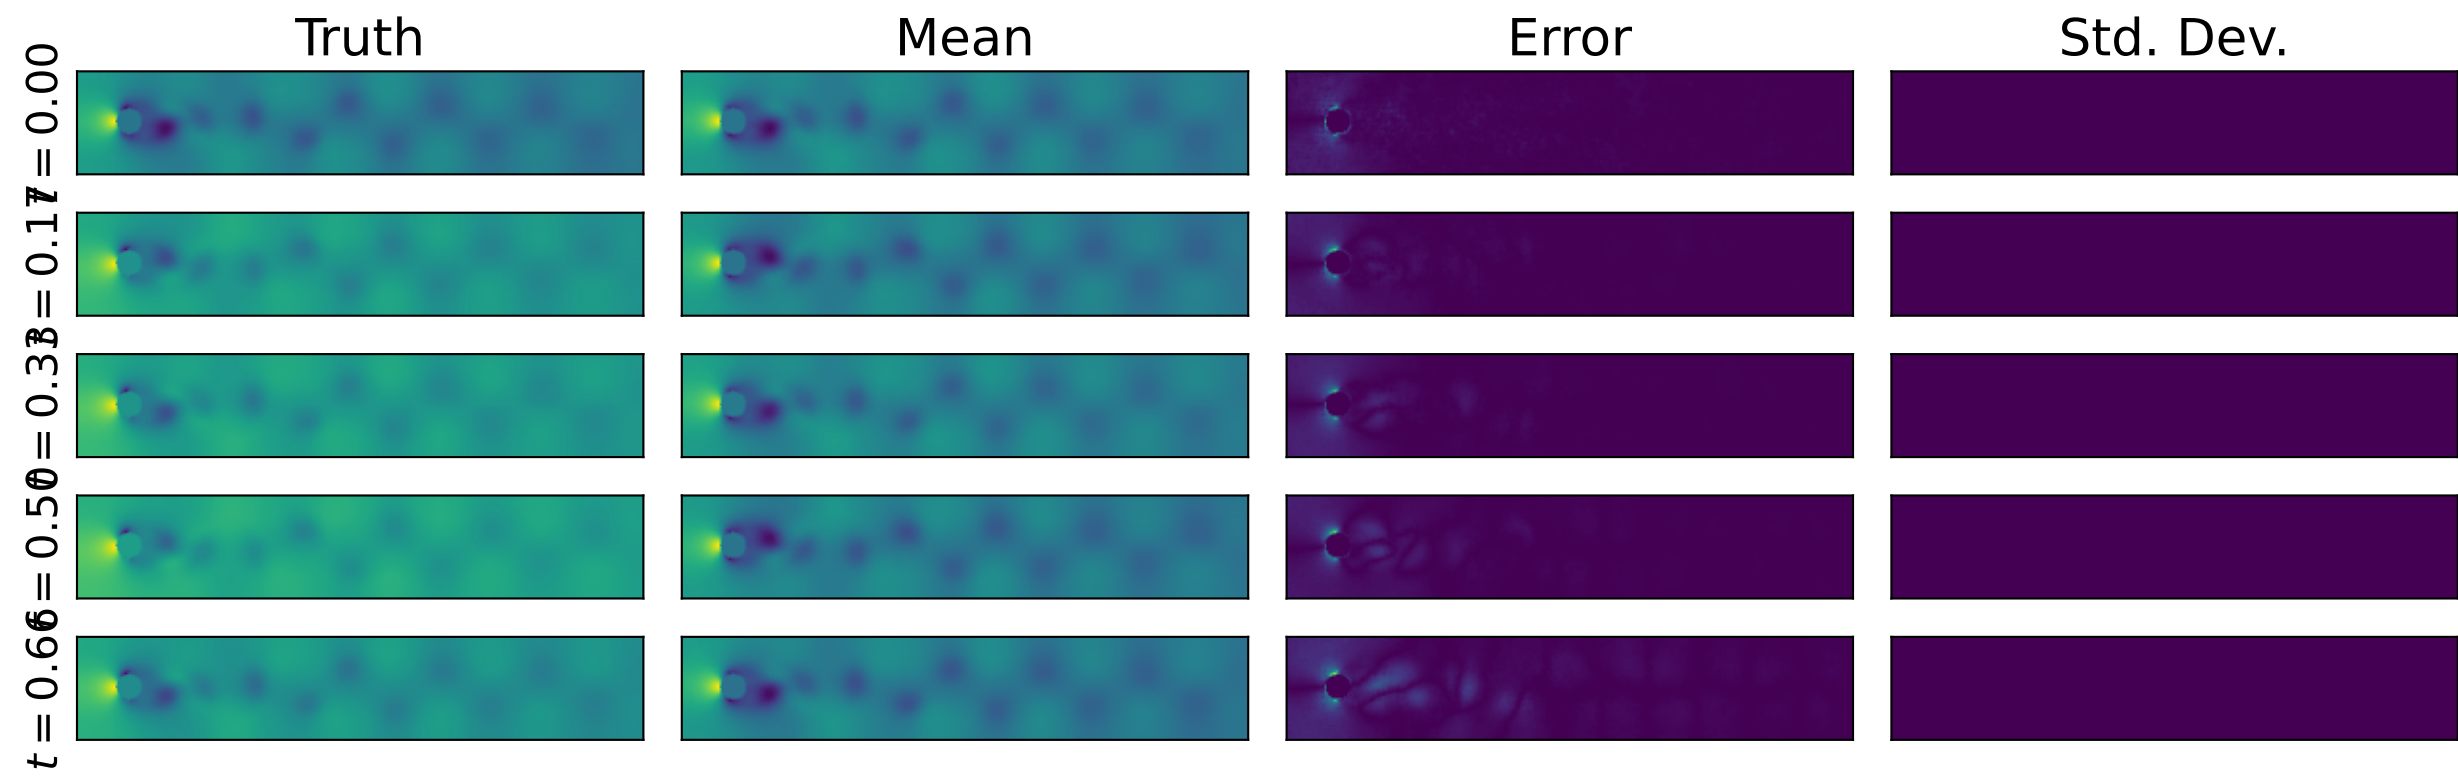 Truth Mean Error Std. Dev.
t = 0.00
t = 0.17
t = 0.33
t = 0.50
t = 0.66